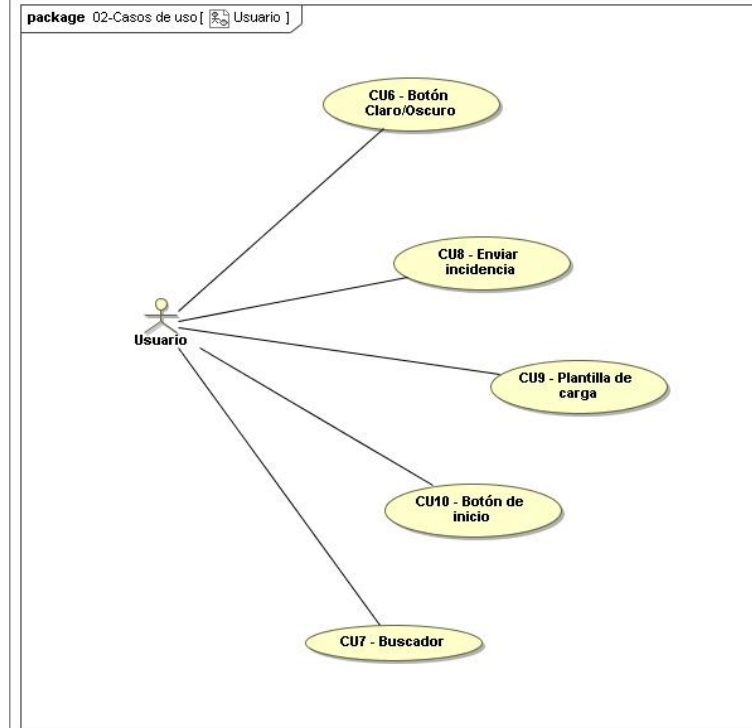 package 02-Casos de uso[ Usuario ]
CU6 - Botón
Claro/Oscuro
CU8 - Enviar
incidencia
Usuario
CU9 - Plantilla de
carga
CU10 - Botón de
inicio
CU7 - Buscador